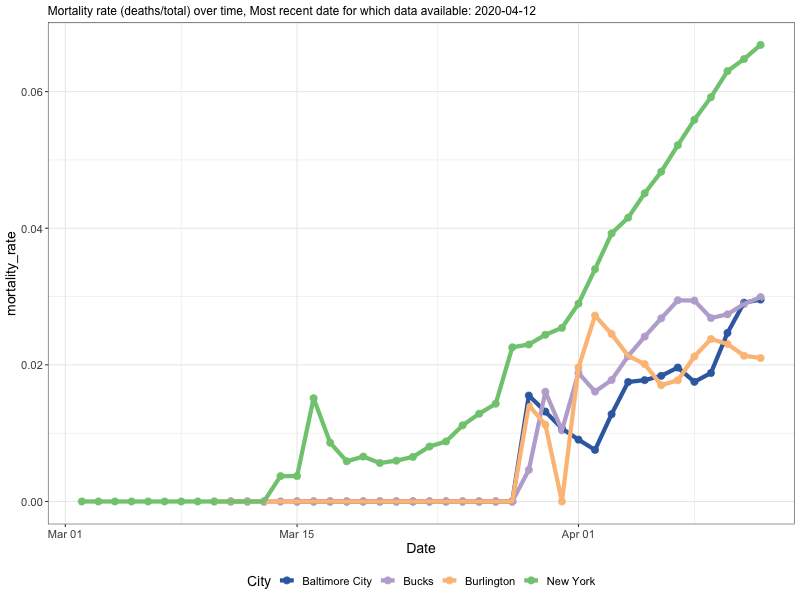 Mortality rate (deaths/total) over time, Most recent date for which data available: 2020-04-12
mortality_rate
0.06
0.04
0.02
0.00
Mar 01
Mar 15
Apr 01
Date
City Baltimore City Bucks Burlington New York